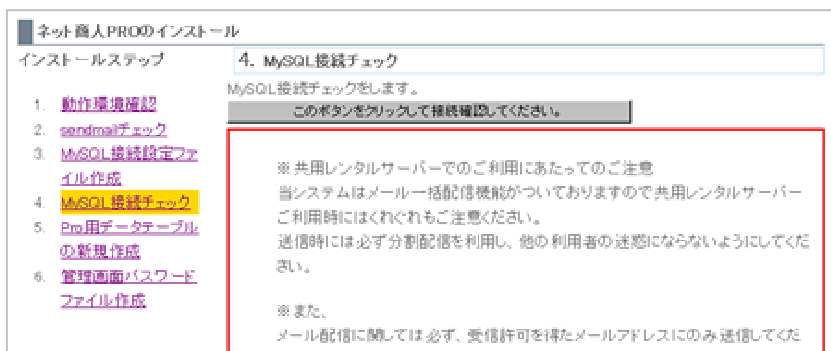 ネット商人PROのインストール
インストールステップ
4. MySQL接続チェック
MySQL接続チェックをします。
このボタンをクリックして接続確認してください。
1. 動作環境確認
2. sendmailチェック
3. MySQL接続設定ファ
イル作成
4. MySQL接続チェック
5. Pro用データテーブル
の新規作成
6. 管理画面パスワード
ファイル作成
※共用レンタルサーバーでのご利用にあたってのご注意
当システムはメール一括配信機能がついておりますので共用レンタルサーバー
ご利用時にはくれぐれもご注意ください。
送信時には必ず分割配信を利用し、他の利用者の迷惑にならないようにしてくだ
さい。
※また、
メール配信に関しては必ず、受信許可を得たメールアドレスにのみ送信してくだ